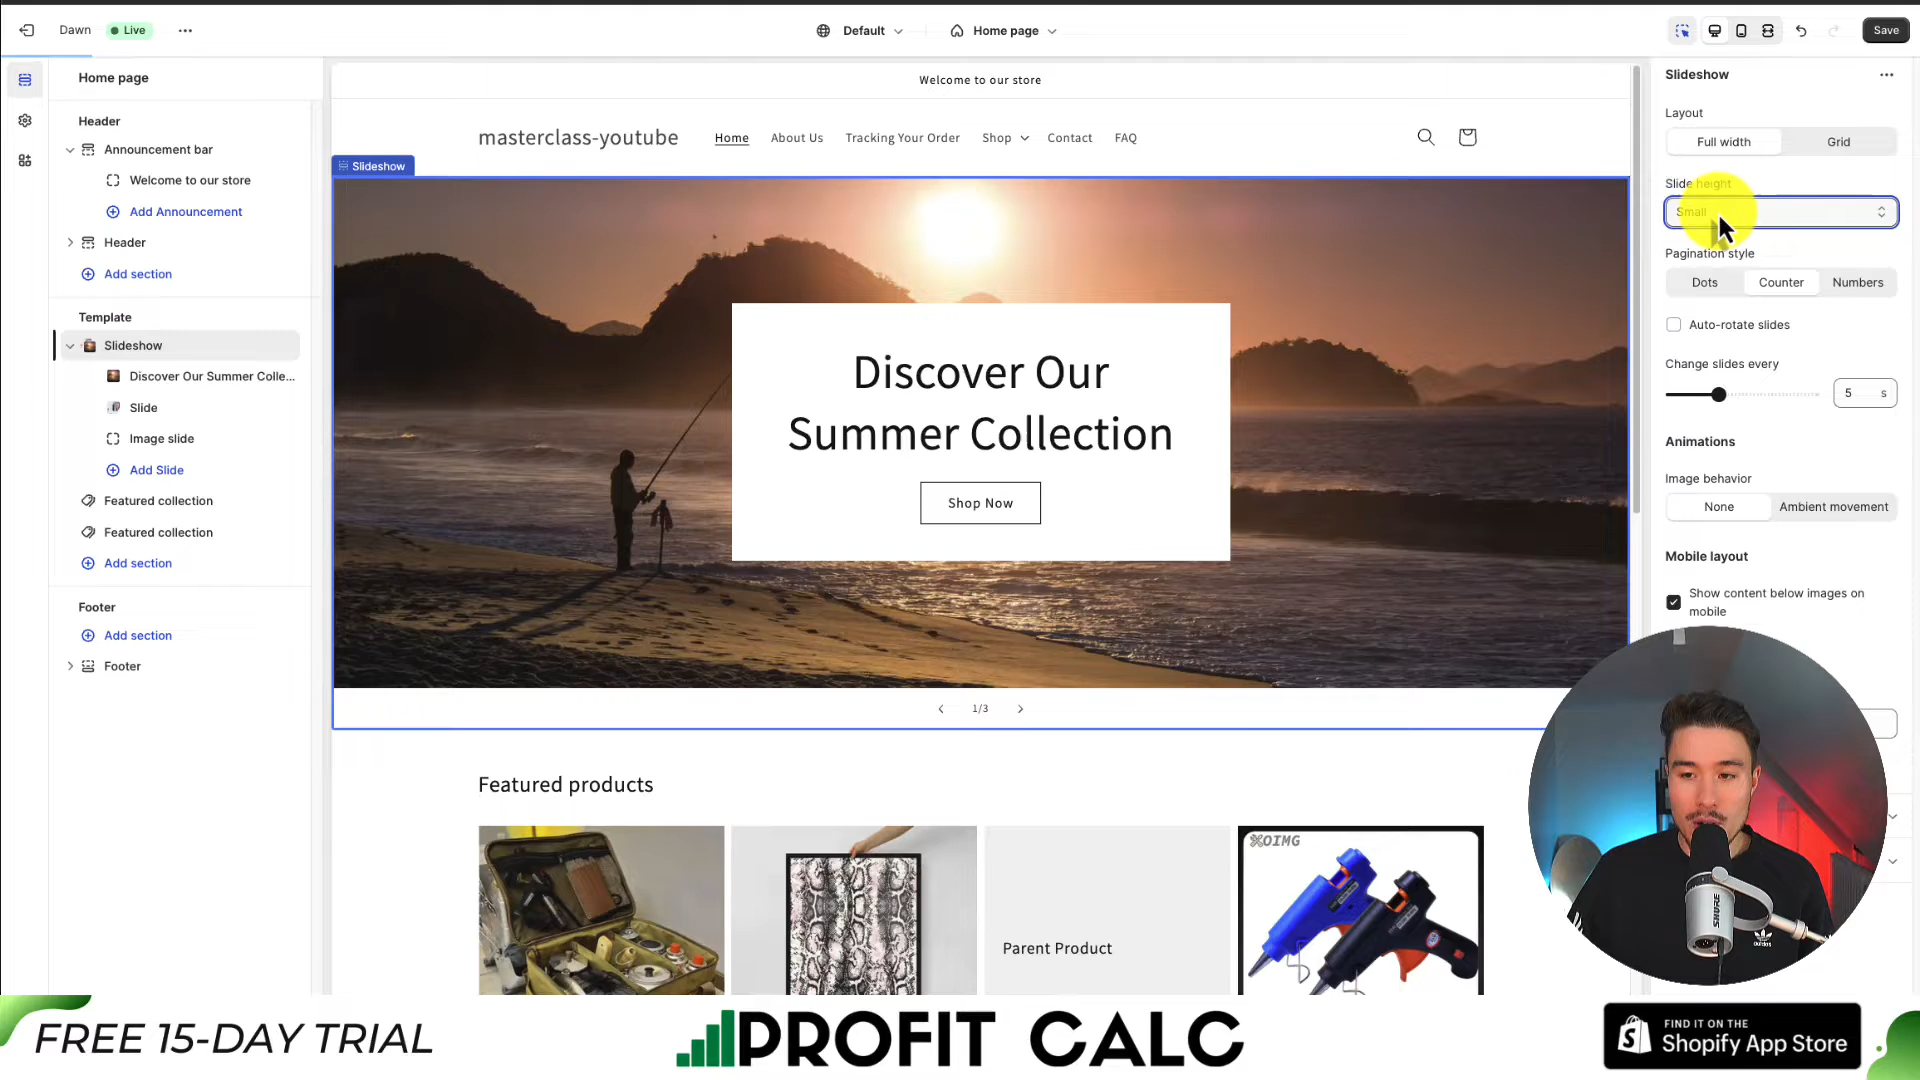 Dawn
Live
Default
Home page
Save
Home page
Header
Announcement bar
Welcome to our store
Add Announcement
Header
Add section
Template
Slideshow
Discover Our Summer Colle...
Slide
Image slide
Add Slide
Featured collection
Featured collection
Add section
Footer
Add section
Footer
Welcome to our store
masterclass-youtube
Home
About Us
Tracking Your Order
Shop
Contact
FAQ
Slideshow
Discover Our
Summer Collection
Shop Now
1/3
Featured products
Parent Product
XOIMG
Slideshow
Layout
Full width
Grid
Slide height
Small
Pagination style
Dots
Counter
Numbers
Auto-rotate slides
Change slides every
5 s
Animations
Image behavior
None
Ambient movement
Mobile layout
Show content below images on
mobile
SHURE
adidas
FREE 15-DAY TRIAL
PROFIT CALC
FIND IT ON THE
Shopify App Store